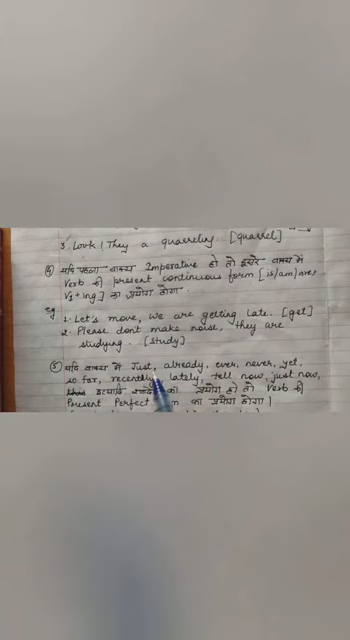 3. Look! They a quarreling [quarrel]
④ यदि पहला वाक्य Imperative हो तो दूसरे वाक्य में
Verb की present continuous form [is/am/are+
V₁+ing] का प्रयोग होगा.
Eg 1. Let's move, we are getting late. [get]
2. Please dont make noise, they are
studying. [study]
⑤ यदि वाक्य में Just, already, ever, never, yet,
so far, recently, lately, tell now, just now,
इत्यादि शब्दों का प्रयोग हो तो Verb की
Present Perfect का प्रयोग होगा।